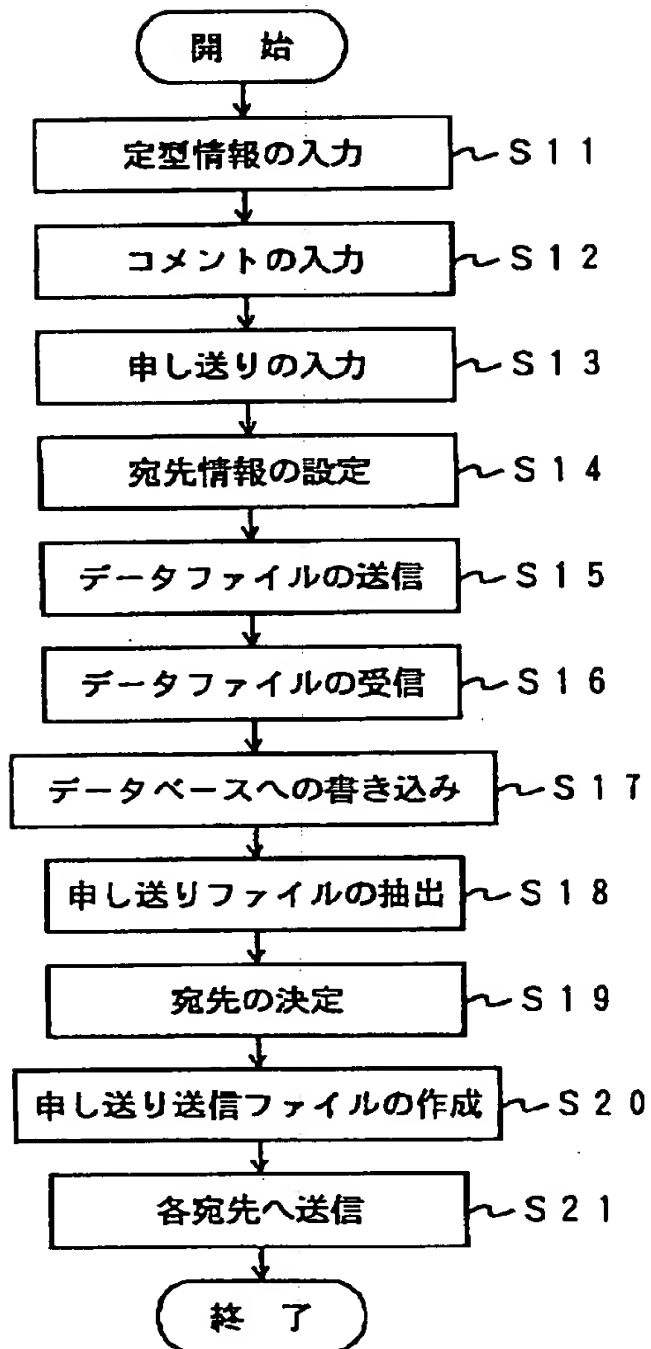 開 始
定型情報の入力 S11
コメントの入力 S12
申し送りの入力 S13
宛先情報の設定 S14
データファイルの送信 S15
データファイルの受信 S16
データベースへの書き込み S17
申し送りファイルの抽出 S18
宛先の決定 S19
申し送り送信ファイルの作成 S20
各宛先へ送信 S21
終 了